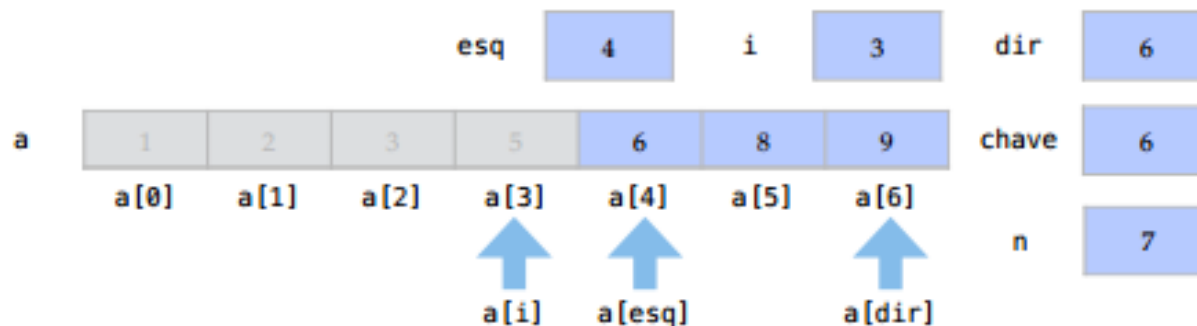 esq 4 i 3 dir 6
a 1 2 3 5 6 8 9 chave 6
a[0] a[1] a[2] a[3] a[4] a[5] a[6]
n 7
a[i] a[esq] a[dir]